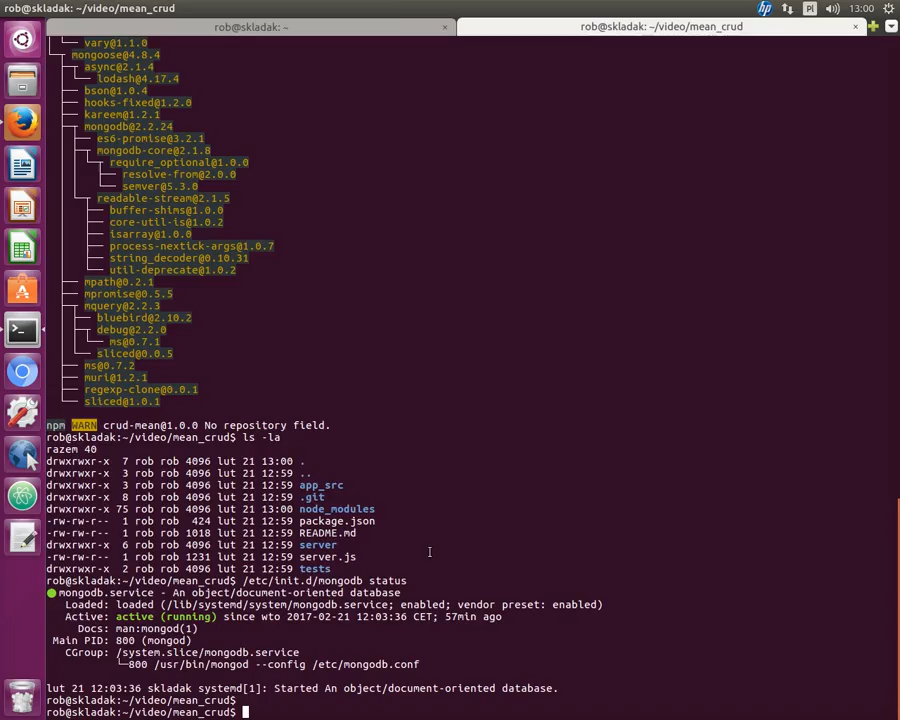 rob@skladak: ~/video/mean_crud
Pl
13:00
rob@skladak: ~
×
rob@skladak: ~/video/mean_crud
×
│ └── vary@1.1.0
└─┬ mongoose@4.8.4
  ├─┬ async@2.1.4
  │ └── lodash@4.17.4
  ├── bson@1.0.4
  ├── hooks-fixed@1.2.0
  ├── kareem@1.2.1
  ├─┬ mongodb@2.2.24
  │ ├── es6-promise@3.2.1
  │ ├─┬ mongodb-core@2.1.8
  │ │ └─┬ require_optional@1.0.0
  │ │   ├── resolve-from@2.0.0
  │ │   └── semver@5.3.0
  │ └─┬ readable-stream@2.1.5
  │   ├── buffer-shims@1.0.0
  │   ├── core-util-is@1.0.2
  │   ├── isarray@1.0.0
  │   ├── process-nextick-args@1.0.7
  │   ├── string_decoder@0.10.31
  │   └── util-deprecate@1.0.2
  ├── mpath@0.2.1
  ├── mpromise@0.5.5
  ├─┬ mquery@2.2.3
  │ ├── bluebird@2.10.2
  │ ├─┬ debug@2.2.0
  │ │ └── ms@0.7.1
  │ └── sliced@0.0.5
  ├── ms@0.7.2
  ├── muri@1.2.1
  ├── regexp-clone@0.0.1
  └── sliced@1.0.1
npm WARN crud-mean@1.0.0 No repository field.
rob@skladak:~/video/mean_crud$ ls -la
razem 40
drwxrwxr-x  7 rob rob 4096 lut 21 13:00 .
drwxrwxr-x  3 rob rob 4096 lut 21 12:59 ..
drwxrwxr-x  3 rob rob 4096 lut 21 12:59 app_src
drwxrwxr-x  8 rob rob 4096 lut 21 12:59 .git
drwxrwxr-x 75 rob rob 4096 lut 21 13:00 node_modules
-rw-rw-r--  1 rob rob  424 lut 21 12:59 package.json
-rw-rw-r--  1 rob rob 1018 lut 21 12:59 README.md
drwxrwxr-x  6 rob rob 4096 lut 21 12:59 server
-rw-rw-r--  1 rob rob 1231 lut 21 12:59 server.js
drwxrwxr-x  2 rob rob 4096 lut 21 12:59 tests
rob@skladak:~/video/mean_crud$ /etc/init.d/mongodb status
● mongodb.service - An object/document-oriented database
   Loaded: loaded (/lib/systemd/system/mongodb.service; enabled; vendor preset: enabled)
   Active: active (running) since wto 2017-02-21 12:03:36 CET; 57min ago
     Docs: man:mongod(1)
 Main PID: 800 (mongod)
   CGroup: /system.slice/mongodb.service
           └─800 /usr/bin/mongod --config /etc/mongodb.conf
lut 21 12:03:36 skladak systemd[1]: Started An object/document-oriented database.
rob@skladak:~/video/mean_crud$
rob@skladak:~/video/mean_crud$